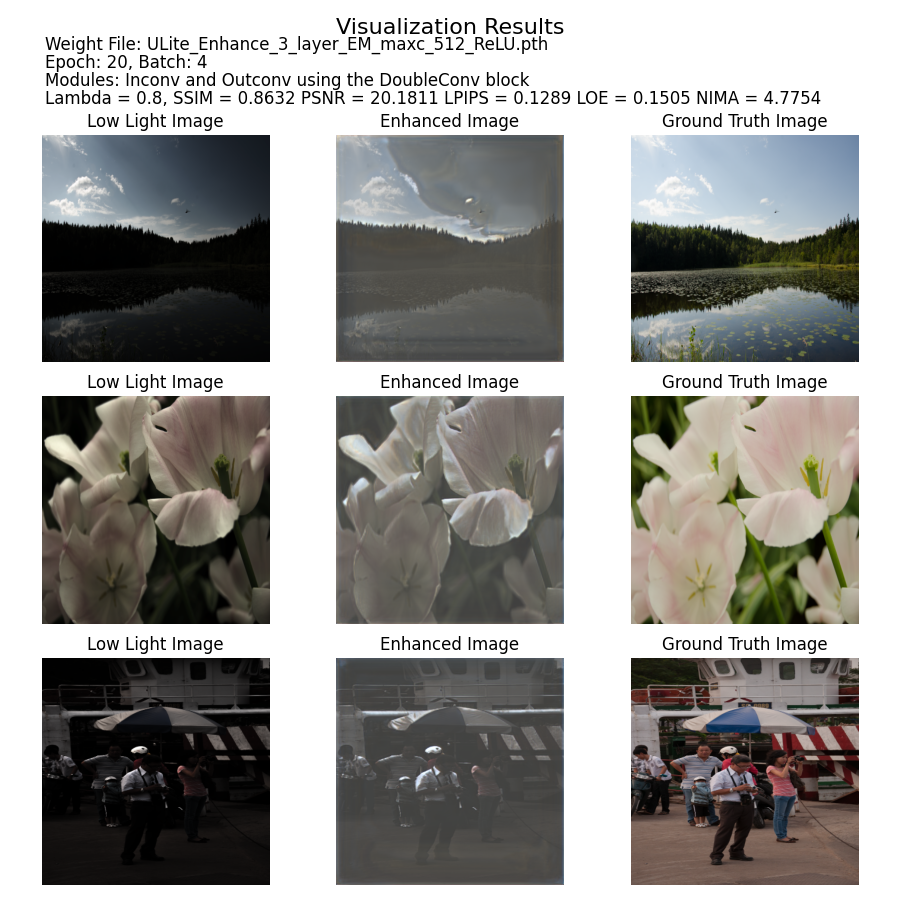 Visualization Results
Weight File: ULite_Enhance_3_layer_EM_maxc_512_ReLU.pth
Epoch: 20, Batch: 4
Modules: Inconv and Outconv using the DoubleConv block
Lambda = 0.8, SSIM = 0.8632 PSNR = 20.1811 LPIPS = 0.1289 LOE = 0.1505 NIMA = 4.7754
Low Light Image
Enhanced Image
Ground Truth Image
Low Light Image
Enhanced Image
Ground Truth Image
Low Light Image
Enhanced Image
Ground Truth Image